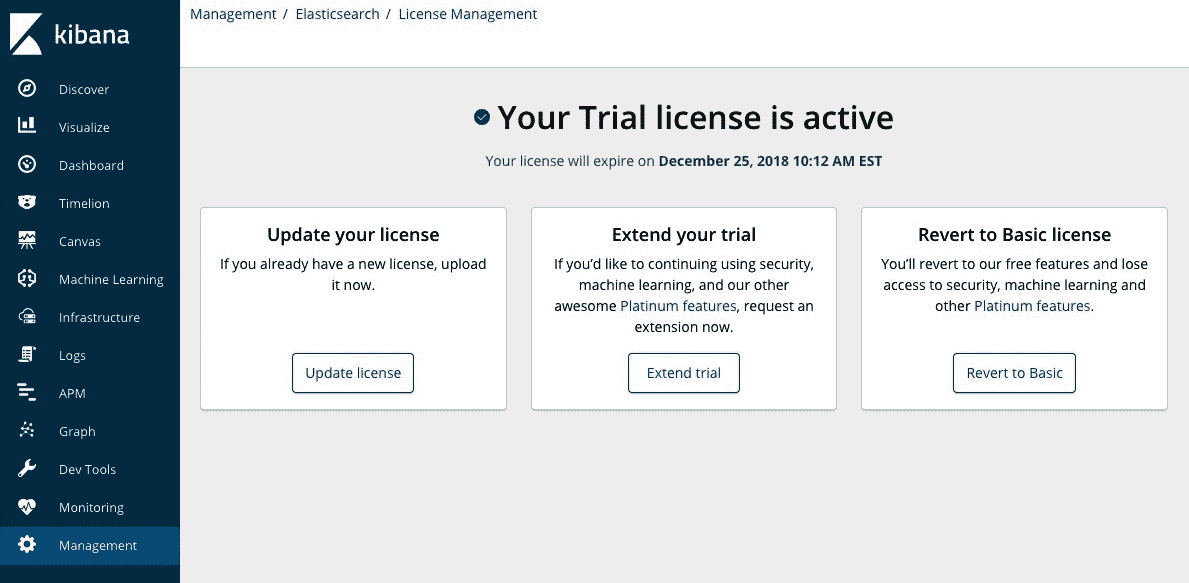 kibana
Discover
Visualize
Dashboard
Timelion
Canvas
Machine Learning
Infrastructure
Logs
APM
Graph
Dev Tools
Monitoring
Management
Management / Elasticsearch / License Management
Your Trial license is active
Your license will expire on December 25, 2018 10:12 AM EST
Update your license
If you already have a new license, upload
it now.
Update license
Extend your trial
If you’d like to continuing using security,
machine learning, and our other
awesome Platinum features, request an
extension now.
Extend trial
Revert to Basic license
You’ll revert to our free features and lose
access to security, machine learning and
other Platinum features.
Revert to Basic